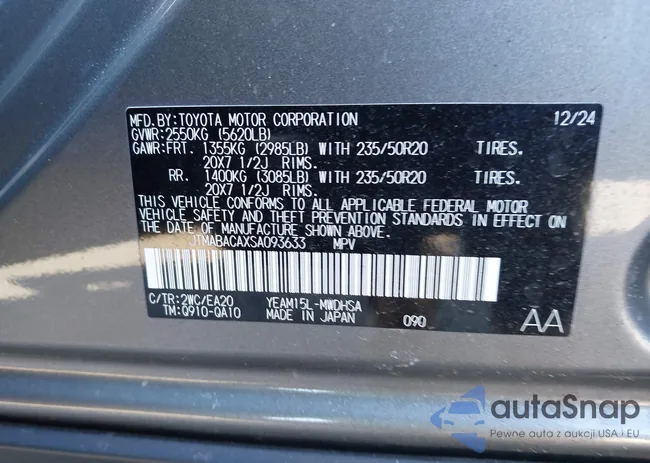 MFD. BY: TOYOTA MOTOR CORPORATION 12/24
GVWR: 2550KG (5620LB)
GAWR: FRT. 1355KG (2985LB) WITH 235/50R20 TIRES.
20X7 1/2J RIMS.
RR. 1400KG (3085LB) WITH 235/50R20 TIRES.
20X7 1/2J RIMS.
THIS VEHICLE CONFORMS TO ALL APPLICABLE FEDERAL MOTOR
VEHICLE SAFETY AND THEFT PREVENTION STANDARDS IN EFFECT ON
THE DATE OF MANUFACTURE SHOWN ABOVE.
JTMABACAXSA093633 MPV
C/TR: 2WC/EA20 YEAM15L-MWDHSA
TM: Q910-QA10 MADE IN JAPAN 090 AA
autaSnap
Pewne auta z aukcji USA i EU